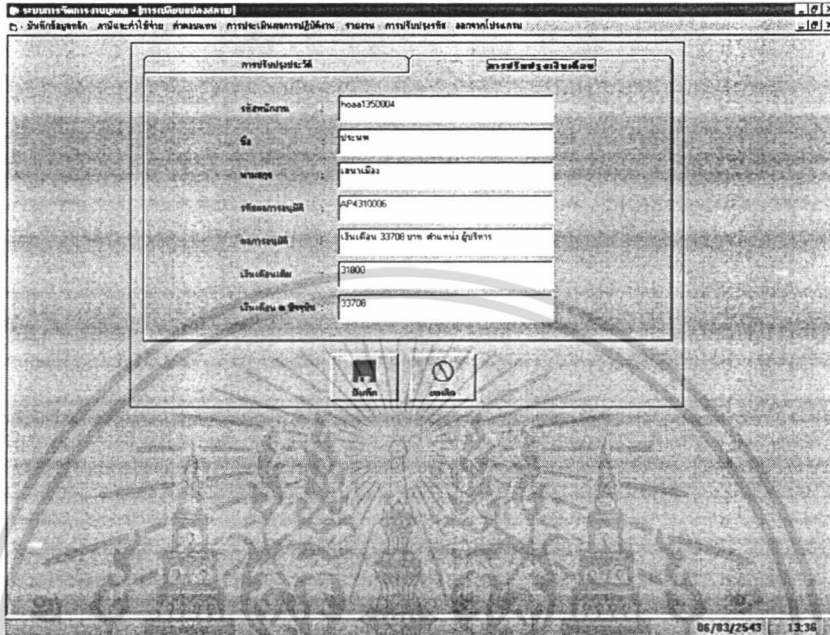 ระบบการจัดการงานบุคคล - [การเปลี่ยนแปลงสถานะ]
บันทึกข้อมูลหลัก ภาษีและค่าใช้จ่าย ค่าตอบแทน การประเมินผลการปฏิบัติงาน รายงาน การปรับปรุงรหัส ออกจากโปรแกรม
การปรับปรุงประวัติ การปรับปรุงเงินเดือน
รหัสพนักงาน : hoaa1350004
ชื่อ : ประนพ
นามสกุล : เสนาเมือง
รหัสผลการอนุมัติ : AP4310006
ผลการอนุมัติ : เงินเดือน 33708 บาท ตำแหน่ง ผู้บริหาร
เงินเดือนเดิม : 31800
เงินเดือน ณ ปัจจุบัน : 33708
บันทึก ยกเลิก
06/03/2543 13:36